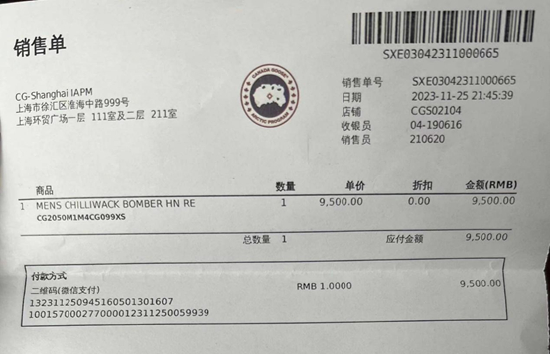 销售单
SXE03042311000665
CG-Shanghai IAPM
上海市徐汇区淮海中路999号
上海环贸广场一层 111室及二层 211室
CANADA GOOSE
ARCTIC PROGRAM
销售单号 SXE03042311000665
日期 2023-11-25 21:45:39
店铺 CGS02104
收银员 04-190616
销售员 210620
商品 数量 单价 折扣 金额(RMB)
1 MENS CHILLIWACK BOMBER HN RE 1 9,500.00 0.00 9,500.00
CG2050M1M4CG099XS
总数量 1 应付金额 9,500.00
付款方式
二维码(微信支付) RMB 1.0000 9,500.00
132311250945160501301607
10015700027700012311250059939